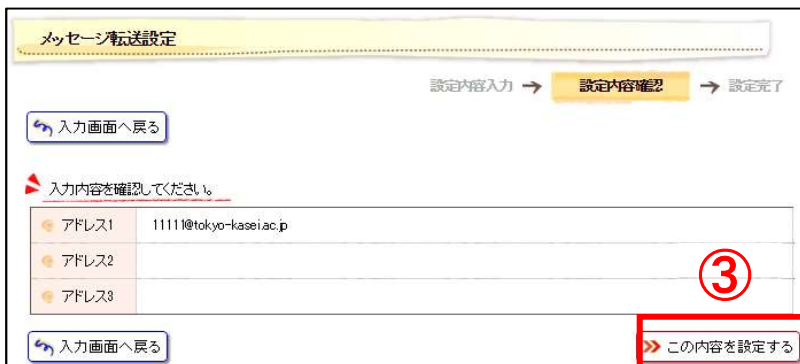 メッセージ転送設定
設定内容入力 → 設定内容確認 → 設定完了
入力画面へ戻る
入力内容を確認してください。
アドレス1 11111@tokyo-kasei.ac.jp
アドレス2
アドレス3
③
入力画面へ戻る
この内容を設定する